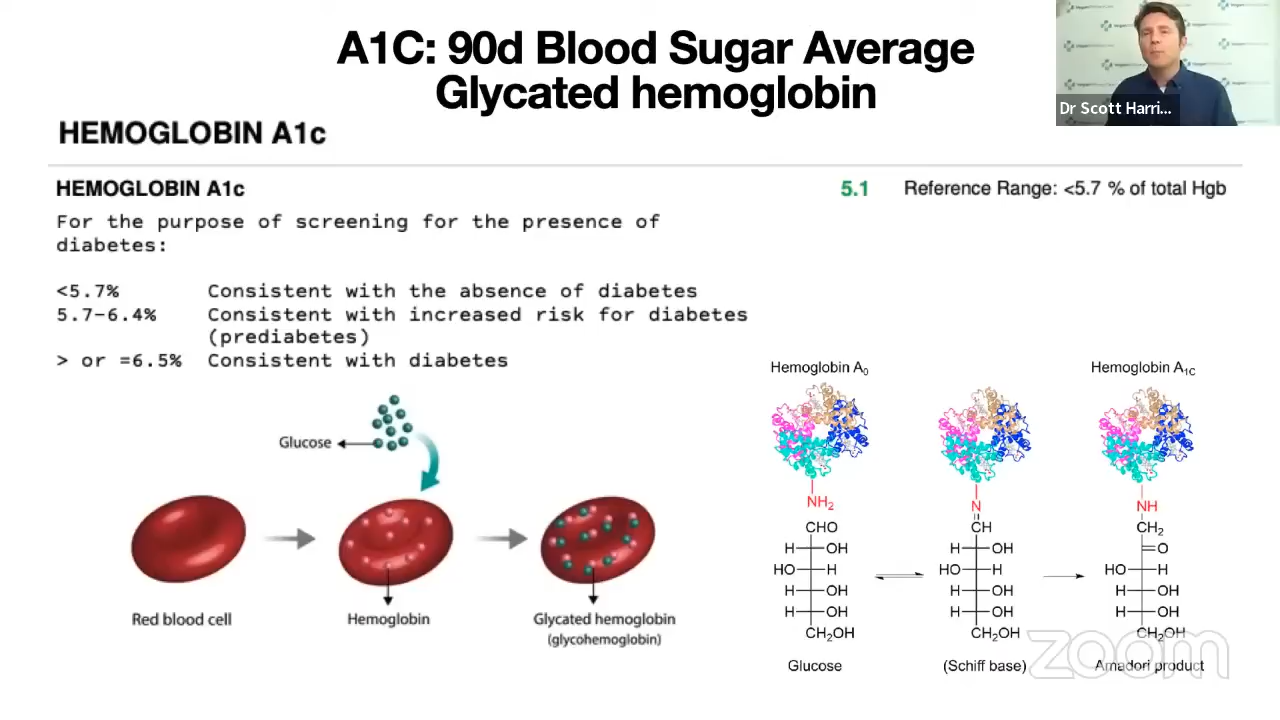 A1C: 90d Blood Sugar Average
Glycated hemoglobin
Dr Scott Harri...
HEMOGLOBIN A1c
HEMOGLOBIN A1c
5.1
Reference Range: <5.7 % of total Hgb
For the purpose of screening for the presence of
diabetes:
<5.7% Consistent with the absence of diabetes
5.7-6.4% Consistent with increased risk for diabetes
(prediabetes)
> or =6.5% Consistent with diabetes
Glucose
Red blood cell
Hemoglobin
Glycated hemoglobin
(glycohemoglobin)
Hemoglobin A₀
NH₂
CHO
H OH
HO H
H OH
H OH
CH₂OH
Glucose
N
CH
H OH
HO H
H OH
H OH
CH₂OH
(Schiff base)
Hemoglobin A₁C
NH
CH₂
O
HO H
H OH
H OH
CH₂OH
Amadori product
zoom